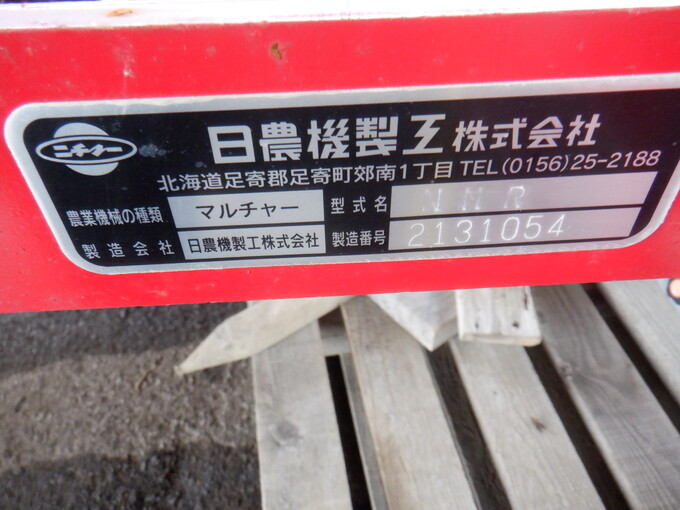 ニチノー
日農機製工株式会社
北海道足寄郡足寄町郊南1丁目 TEL(0156)25-2188
農業機械の種類 マルチャー 型式名 NMR
製造会社 日農機製工株式会社 製造番号 2131054